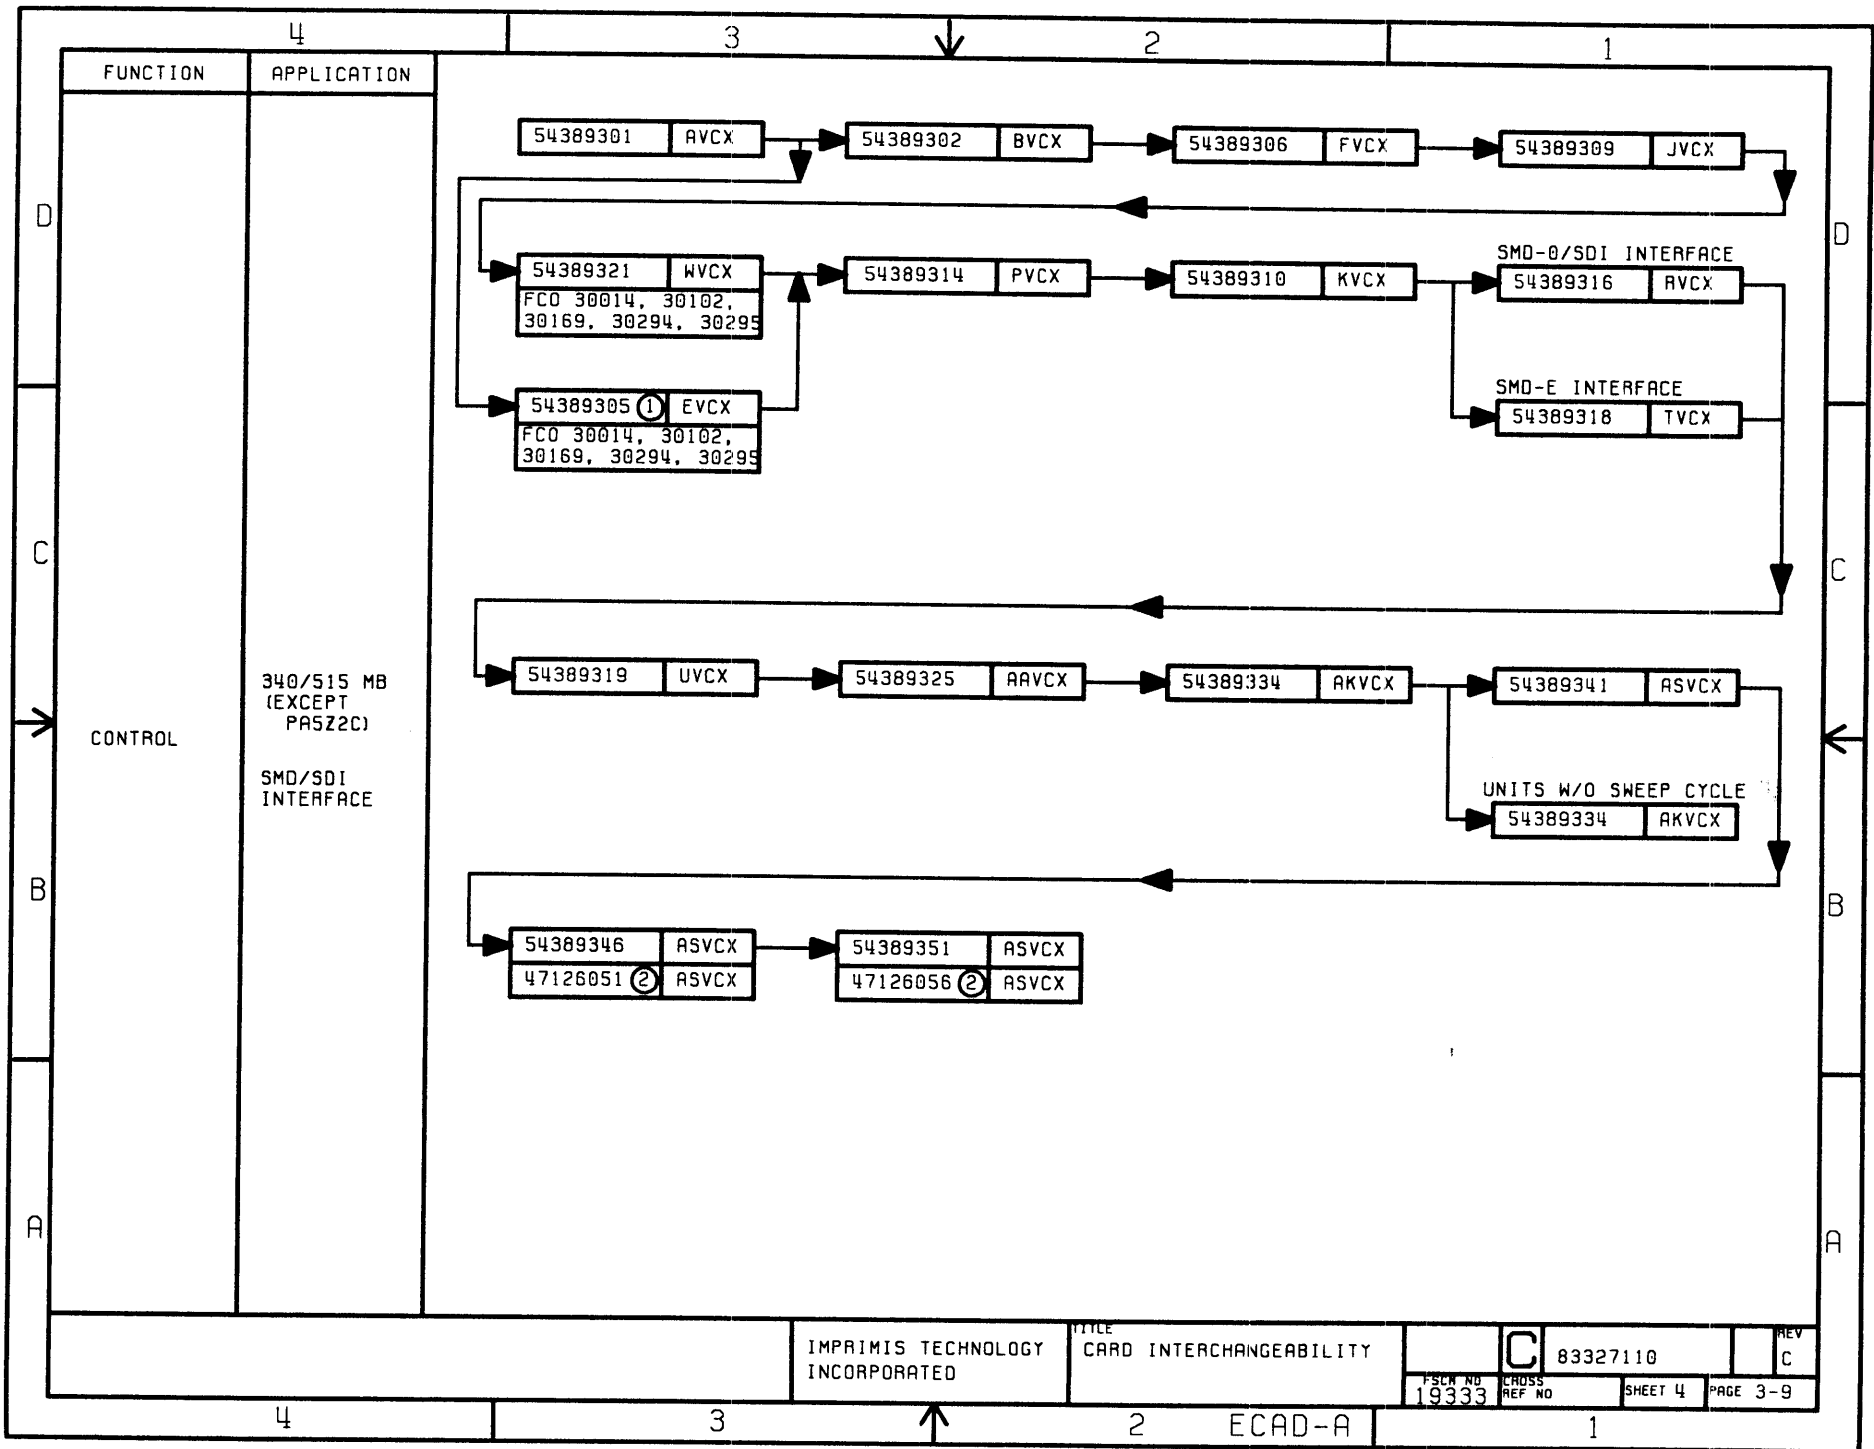 4 3 2 1
FUNCTION APPLICATION
54389301 AVCX
54389302 BVCX
54389306 FVCX
54389309 JVCX
D D
54389321 WVCX
FCO 30014, 30102,
30169, 30294, 30295
54389314 PVCX
54389310 KVCX
SMD-0/SDI INTERFACE
54389316 RVCX
SMD-E INTERFACE
54389318 TVCX
54389305 1 EVCX
FCO 30014, 30102,
30169, 30294, 30295
C C
54389319 UVCX
54389325 AAVCX
54389334 AKVCX
54389341 ASVCX
CONTROL
340/515 MB
(EXCEPT
PA5Z2C)
SMD/SDI
INTERFACE
UNITS W/O SWEEP CYCLE
54389334 AKVCX
B B
54389346 ASVCX
47126051 2 ASVCX
54389351 ASVCX
47126056 2 ASVCX
A A
IMPRIMIS TECHNOLOGY
INCORPORATED
TITLE
CARD INTERCHANGEABILITY
C 83327110
REV
C
FSCM NO
19333
CROSS
REF NO
SHEET 4
PAGE 3-9
4 3 2 ECAD-A 1